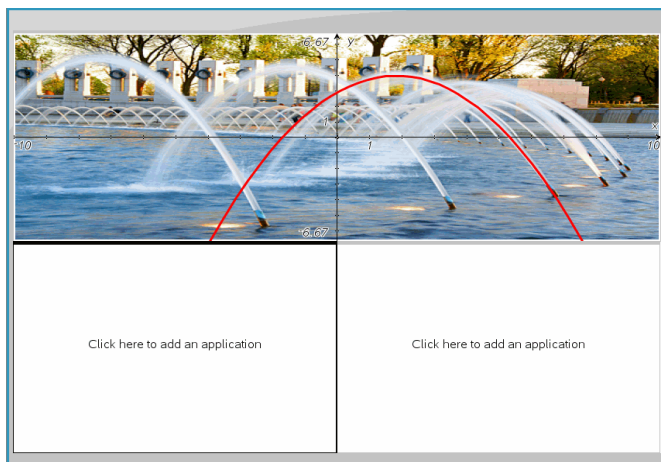 6.67 y
1
x
-10 1 10
-6.67
Click here to add an application Click here to add an application